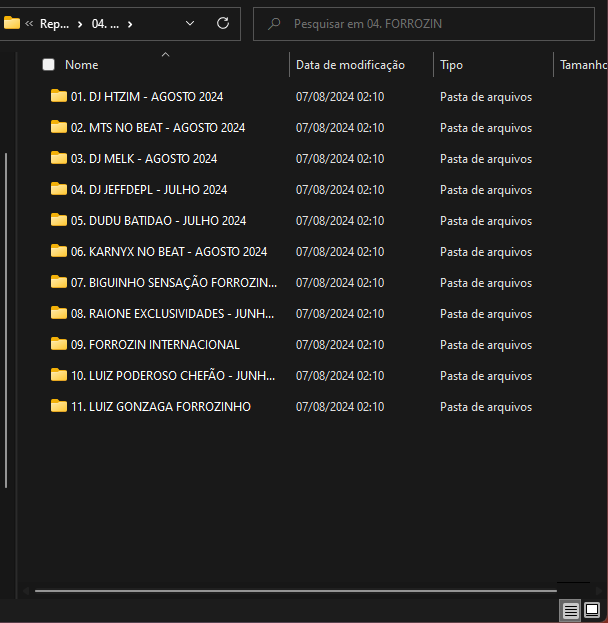 « Rep... › 04. ... ›
Pesquisar em 04. FORROZIN
Nome Data de modificação Tipo Tamanho
01. DJ HTZIM - AGOSTO 2024 07/08/2024 02:10 Pasta de arquivos
02. MTS NO BEAT - AGOSTO 2024 07/08/2024 02:10 Pasta de arquivos
03. DJ MELK - AGOSTO 2024 07/08/2024 02:10 Pasta de arquivos
04. DJ JEFFDEPL - JULHO 2024 07/08/2024 02:10 Pasta de arquivos
05. DUDU BATIDAO - JULHO 2024 07/08/2024 02:10 Pasta de arquivos
06. KARNYX NO BEAT - AGOSTO 2024 07/08/2024 02:10 Pasta de arquivos
07. BIGUINHO SENSAÇÃO FORROZIN... 07/08/2024 02:10 Pasta de arquivos
08. RAIONE EXCLUSIVIDADES - JUNH... 07/08/2024 02:10 Pasta de arquivos
09. FORROZIN INTERNACIONAL 07/08/2024 02:10 Pasta de arquivos
10. LUIZ PODEROSO CHEFÃO - JUNH... 07/08/2024 02:10 Pasta de arquivos
11. LUIZ GONZAGA FORROZINHO 07/08/2024 02:10 Pasta de arquivos